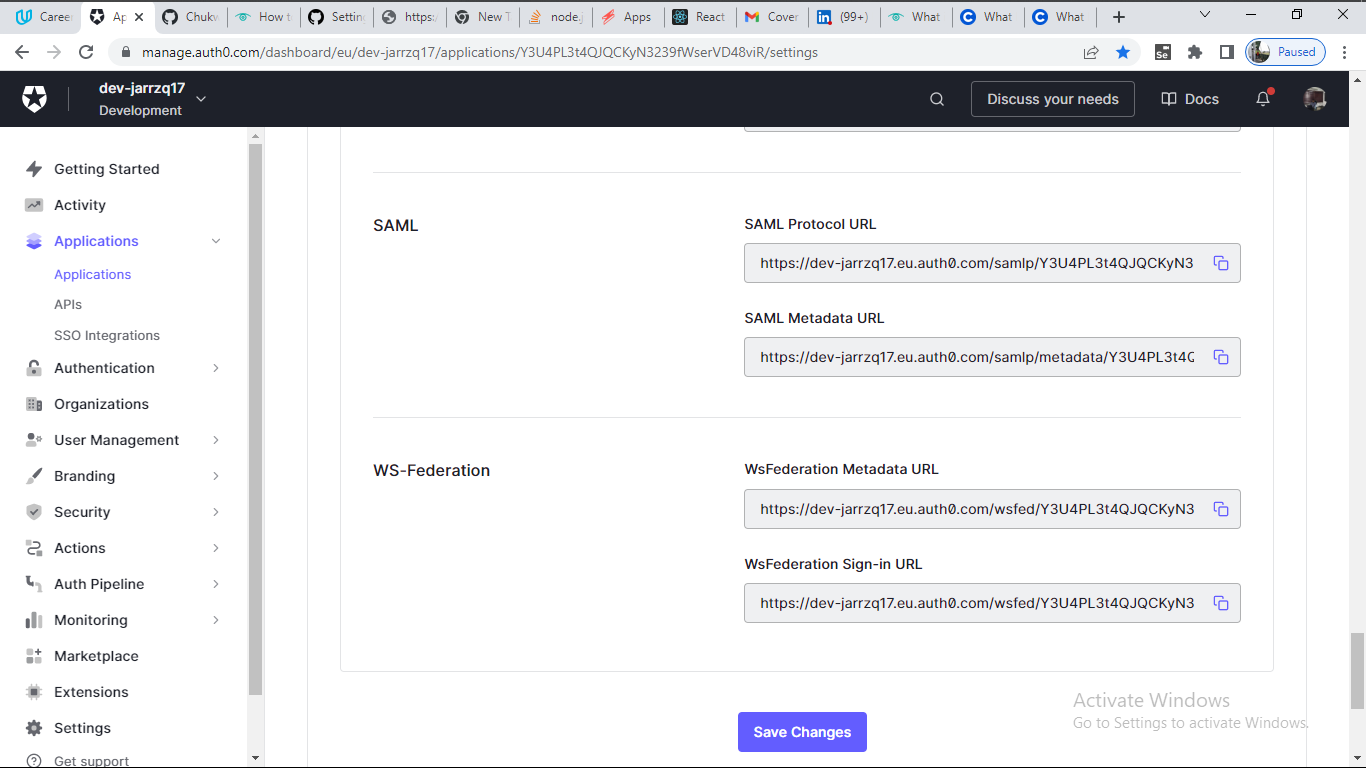 Career
Ap
Chukw
How t
Settin
https:
New T
node.j
Apps
React
Cover
(99+)
What
What
What
manage.auth0.com/dashboard/eu/dev-jarrzq17/applications/Y3U4PL3t4QJQCKyN3239fWserVD48viR/settings
Paused
dev-jarrzq17
Development
Discuss your needs
Docs
Getting Started
Activity
Applications
Applications
APIs
SSO Integrations
Authentication
Organizations
User Management
Branding
Security
Actions
Auth Pipeline
Monitoring
Marketplace
Extensions
Settings
Get support
SAML
SAML Protocol URL
https://dev-jarrzq17.eu.auth0.com/samlp/Y3U4PL3t4QJQCKyN3
SAML Metadata URL
https://dev-jarrzq17.eu.auth0.com/samlp/metadata/Y3U4PL3t4Q
WS-Federation
WsFederation Metadata URL
https://dev-jarrzq17.eu.auth0.com/wsfed/Y3U4PL3t4QJQCKyN3
WsFederation Sign-in URL
https://dev-jarrzq17.eu.auth0.com/wsfed/Y3U4PL3t4QJQCKyN3
Save Changes
Activate Windows
Go to Settings to activate Windows.